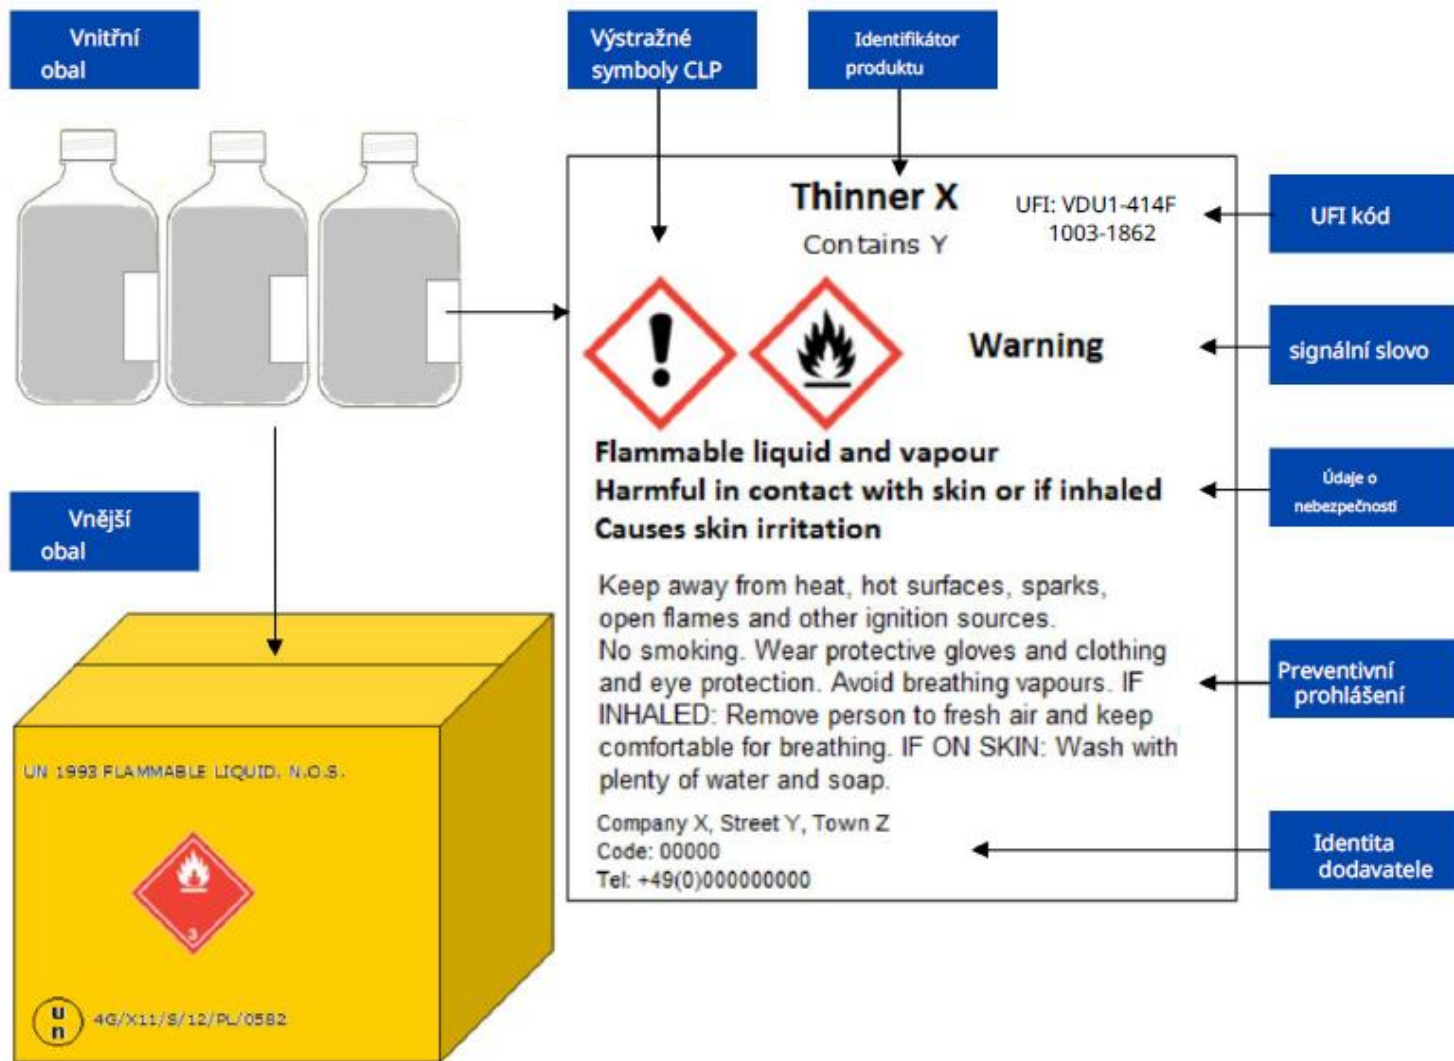 Vnitřní
obal
Výstražné
symboly CLP
Identifikátor
produktu
Thinner X
Contains Y
UFI: VDU1-414F
1003-1862
UFI kód
Warning
signální slovo
Flammable liquid and vapour
Harmful in contact with skin or if inhaled
Causes skin irritation
Údaje o
nebezpečnosti
Vnější
obal
Keep away from heat, hot surfaces, sparks,
open flames and other ignition sources.
No smoking. Wear protective gloves and clothing
and eye protection. Avoid breathing vapours. IF
INHALED: Remove person to fresh air and keep
comfortable for breathing. IF ON SKIN: Wash with
plenty of water and soap.
Preventivní
prohlášení
Company X, Street Y, Town Z
Code: 00000
Tel: +49(0)000000000
Identita
dodavatele
UN 1993 FLAMMABLE LIQUID. N.O.S.
3
u
n
4G/X11/S/12/PL/0582